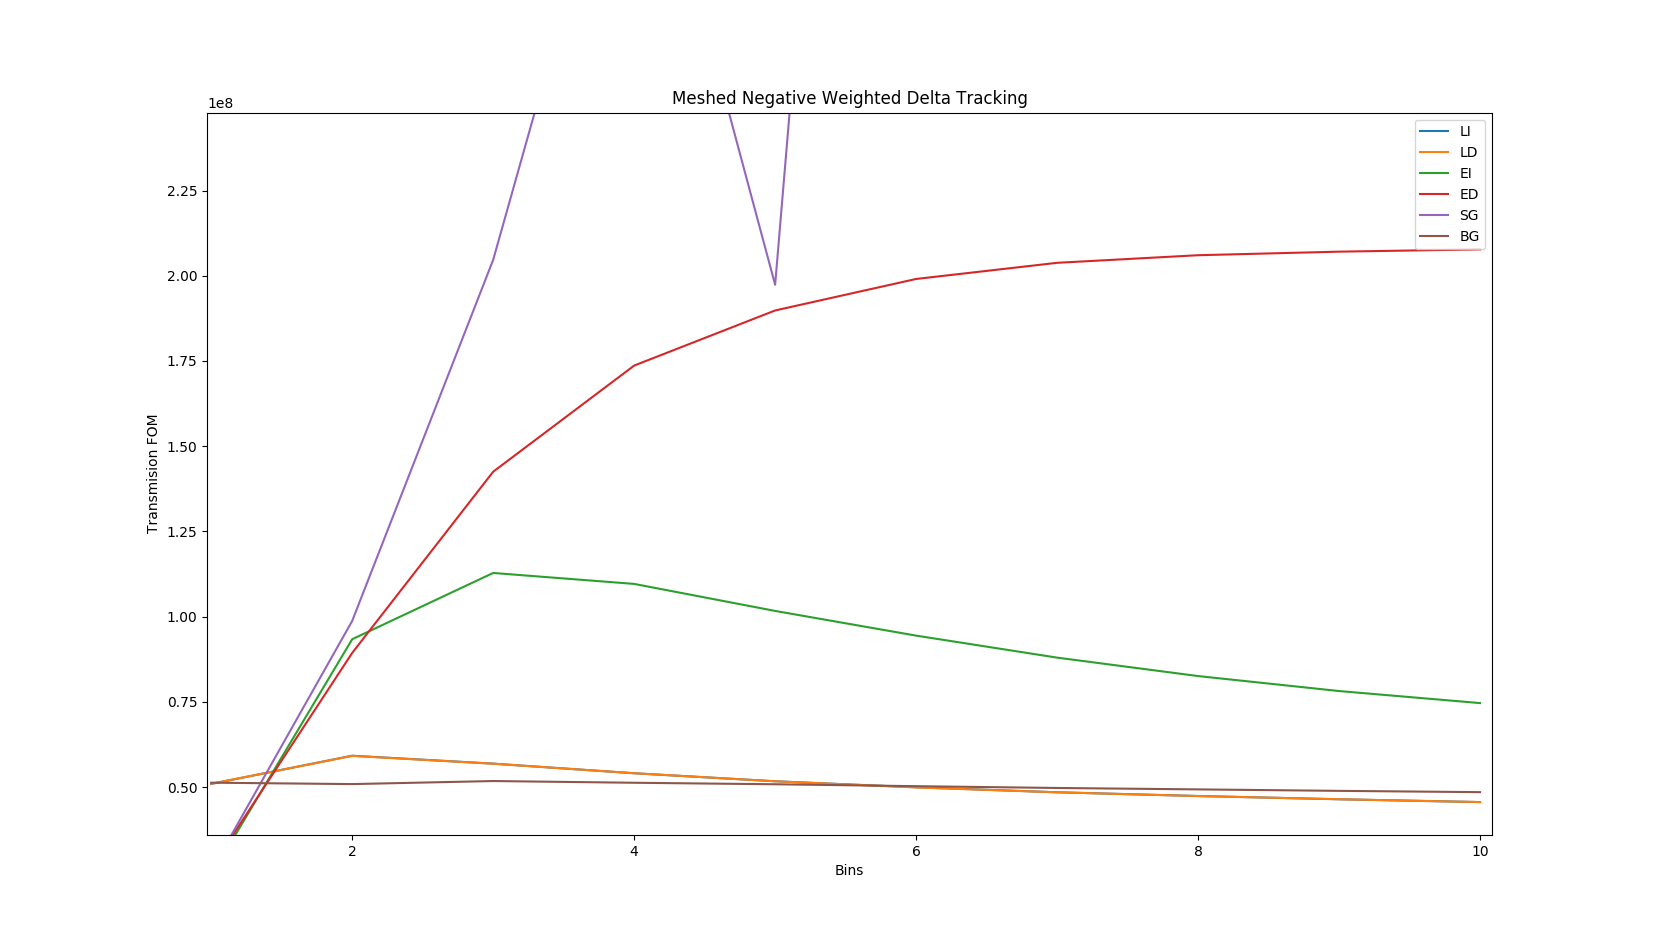 Meshed Negative Weighted Delta Tracking
1e8
2.25
2.00
1.75
1.50
1.25
1.00
0.75
0.50
Transmision FOM
2
4
6
8
10
Bins
LI
LD
EI
ED
SG
BG